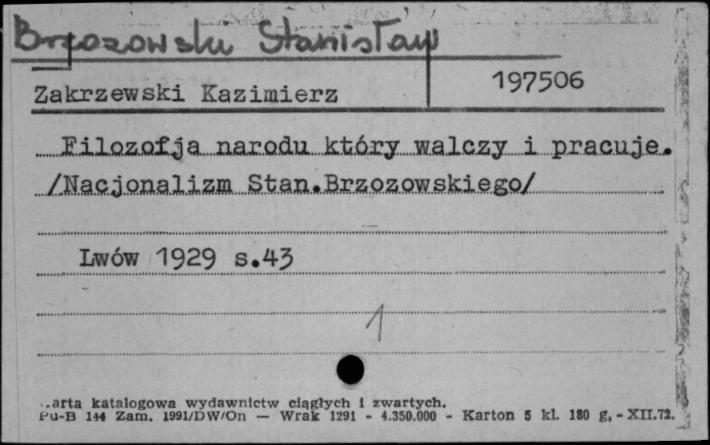 Brzozowski Stanisław
197506
Zakrzewski Kazimierz
Filozofja narodu który walczy i pracuje.
/Nacjonalizm Stan.Brzozowskiego/
Lwów 1929 s.43
1
arta katalogowa wydawnictw ciągłych i zwartych.
Pu-B 144 Zam. 1991/DW/On — Wrak 1291 - 4.350.000 - Karton 5 kl. 180 g, - XII.72.